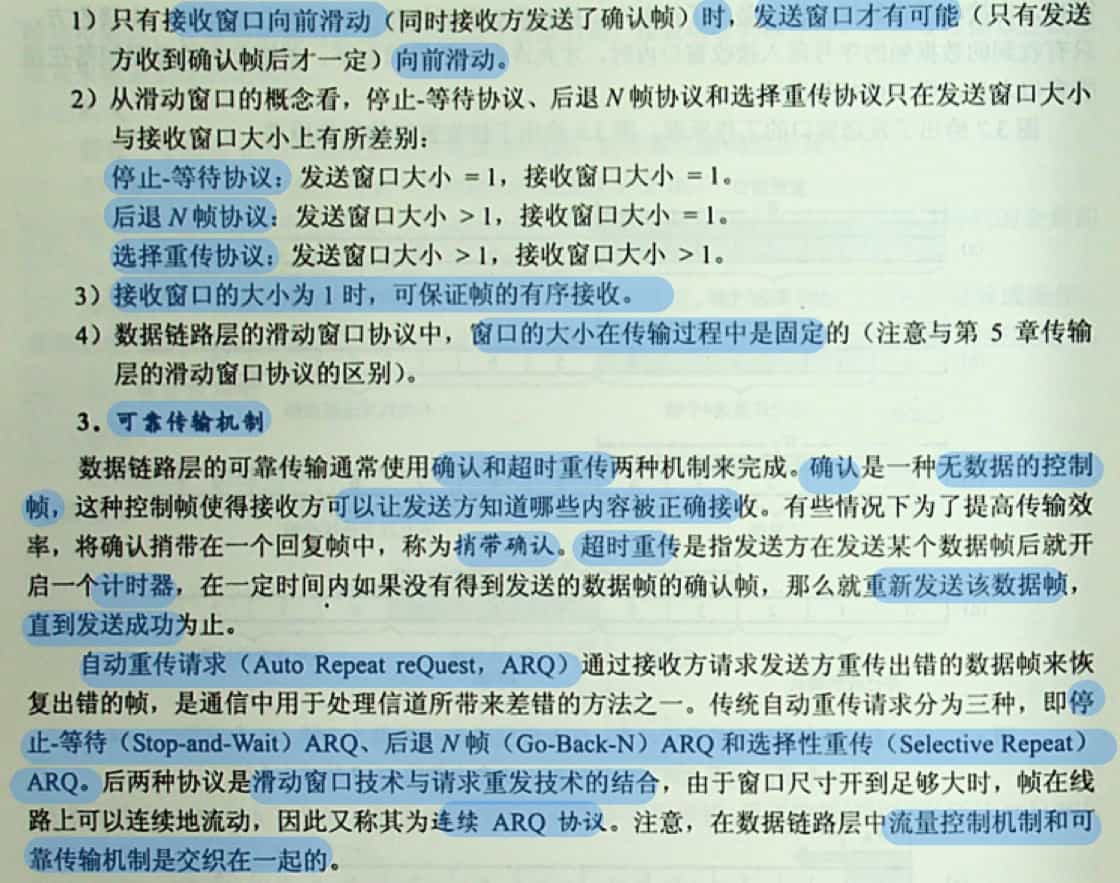 1）只有接收窗口向前滑动（同时接收方发送了确认帧）时，发送窗口才有可能（只有发送
方收到确认帧后才一定）向前滑动。
2）从滑动窗口的概念看，停止-等待协议、后退 N 帧协议和选择重传协议只在发送窗口大小
与接收窗口大小上有所差别：
停止-等待协议：发送窗口大小 = 1，接收窗口大小 = 1。
后退 N 帧协议：发送窗口大小 > 1，接收窗口大小 = 1。
选择重传协议：发送窗口大小 > 1，接收窗口大小 > 1。
3）接收窗口的大小为 1 时，可保证帧的有序接收。
4）数据链路层的滑动窗口协议中，窗口的大小在传输过程中是固定的（注意与第 5 章传输
层的滑动窗口协议的区别）。
3．可靠传输机制
数据链路层的可靠传输通常使用确认和超时重传两种机制来完成。确认是一种无数据的控制
帧，这种控制帧使得接收方可以让发送方知道哪些内容被正确接收。有些情况下为了提高传输效
率，将确认捎带在一个回复帧中，称为捎带确认。超时重传是指发送方在发送某个数据帧后就开
启一个计时器，在一定时间内如果没有得到发送的数据帧的确认帧，那么就重新发送该数据帧，
直到发送成功为止。
自动重传请求（Auto Repeat reQuest，ARQ）通过接收方请求发送方重传出错的数据帧来恢
复出错的帧，是通信中用于处理信道所带来差错的方法之一。传统自动重传请求分为三种，即停
止-等待（Stop-and-Wait）ARQ、后退 N 帧（Go-Back-N）ARQ 和选择性重传（Selective Repeat）
ARQ。后两种协议是滑动窗口技术与请求重发技术的结合，由于窗口尺寸开到足够大时，帧在线
路上可以连续地流动，因此又称其为连续 ARQ 协议。注意，在数据链路层中流量控制机制和可
靠传输机制是交织在一起的。